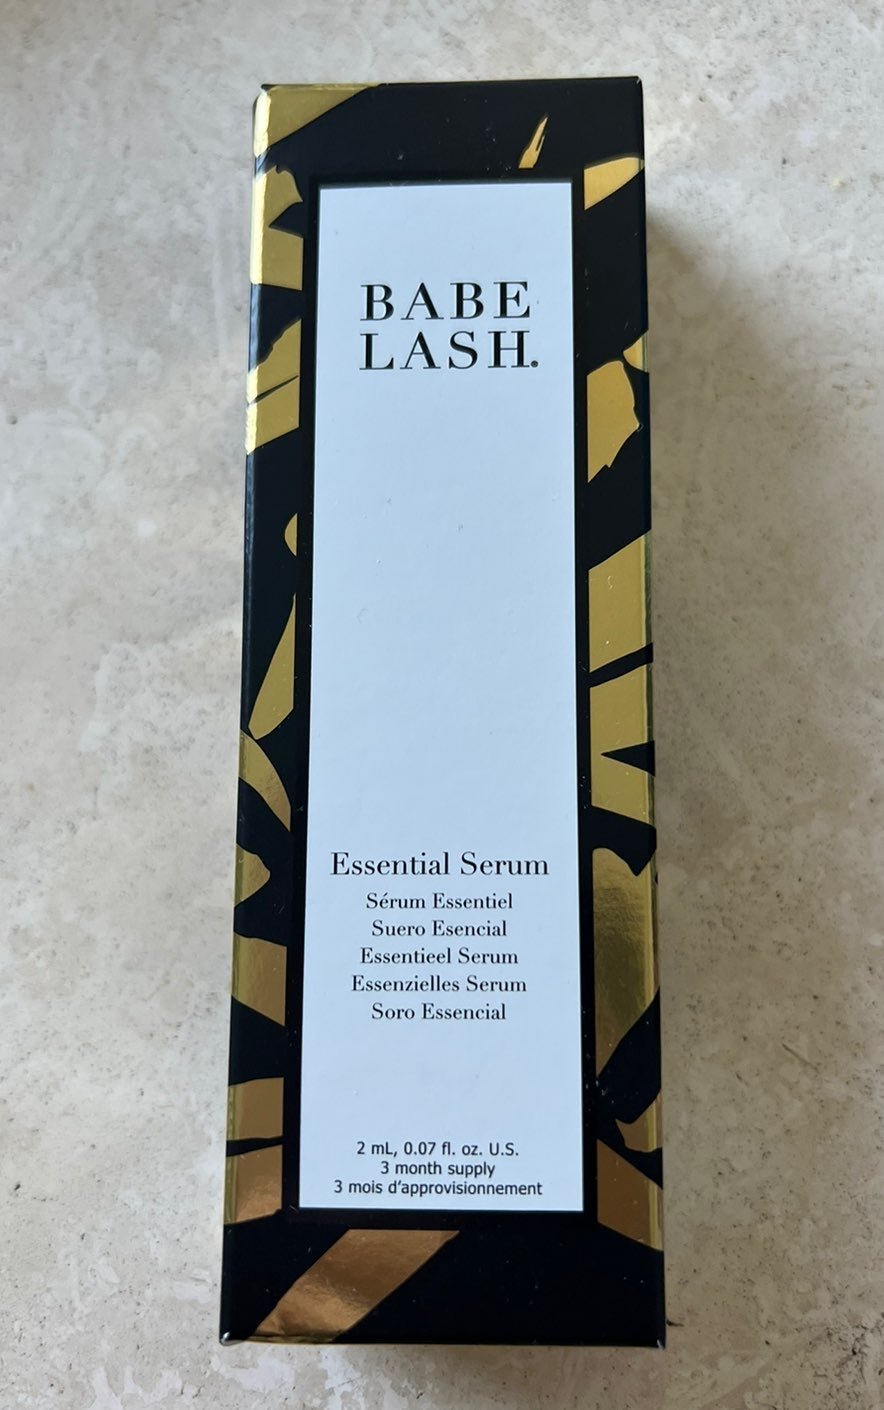 BABE
LASH®
Essential Serum
Sérum Essentiel
Suero Esencial
Essentieel Serum
Essenzielles Serum
Soro Essencial
2 mL, 0.07 fl. oz. U.S.
3 month supply
3 mois d'approvisionnement